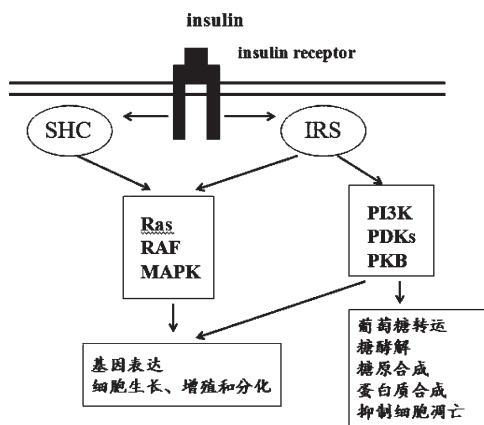 insulin
insulin receptor
SHC
IRS
Ras
RAF
MAPK
PI3K
PDKs
PKB
基因表达
细胞生长、增殖和分化
葡萄糖转运
糖酵解
糖原合成
蛋白质合成
抑制细胞凋亡